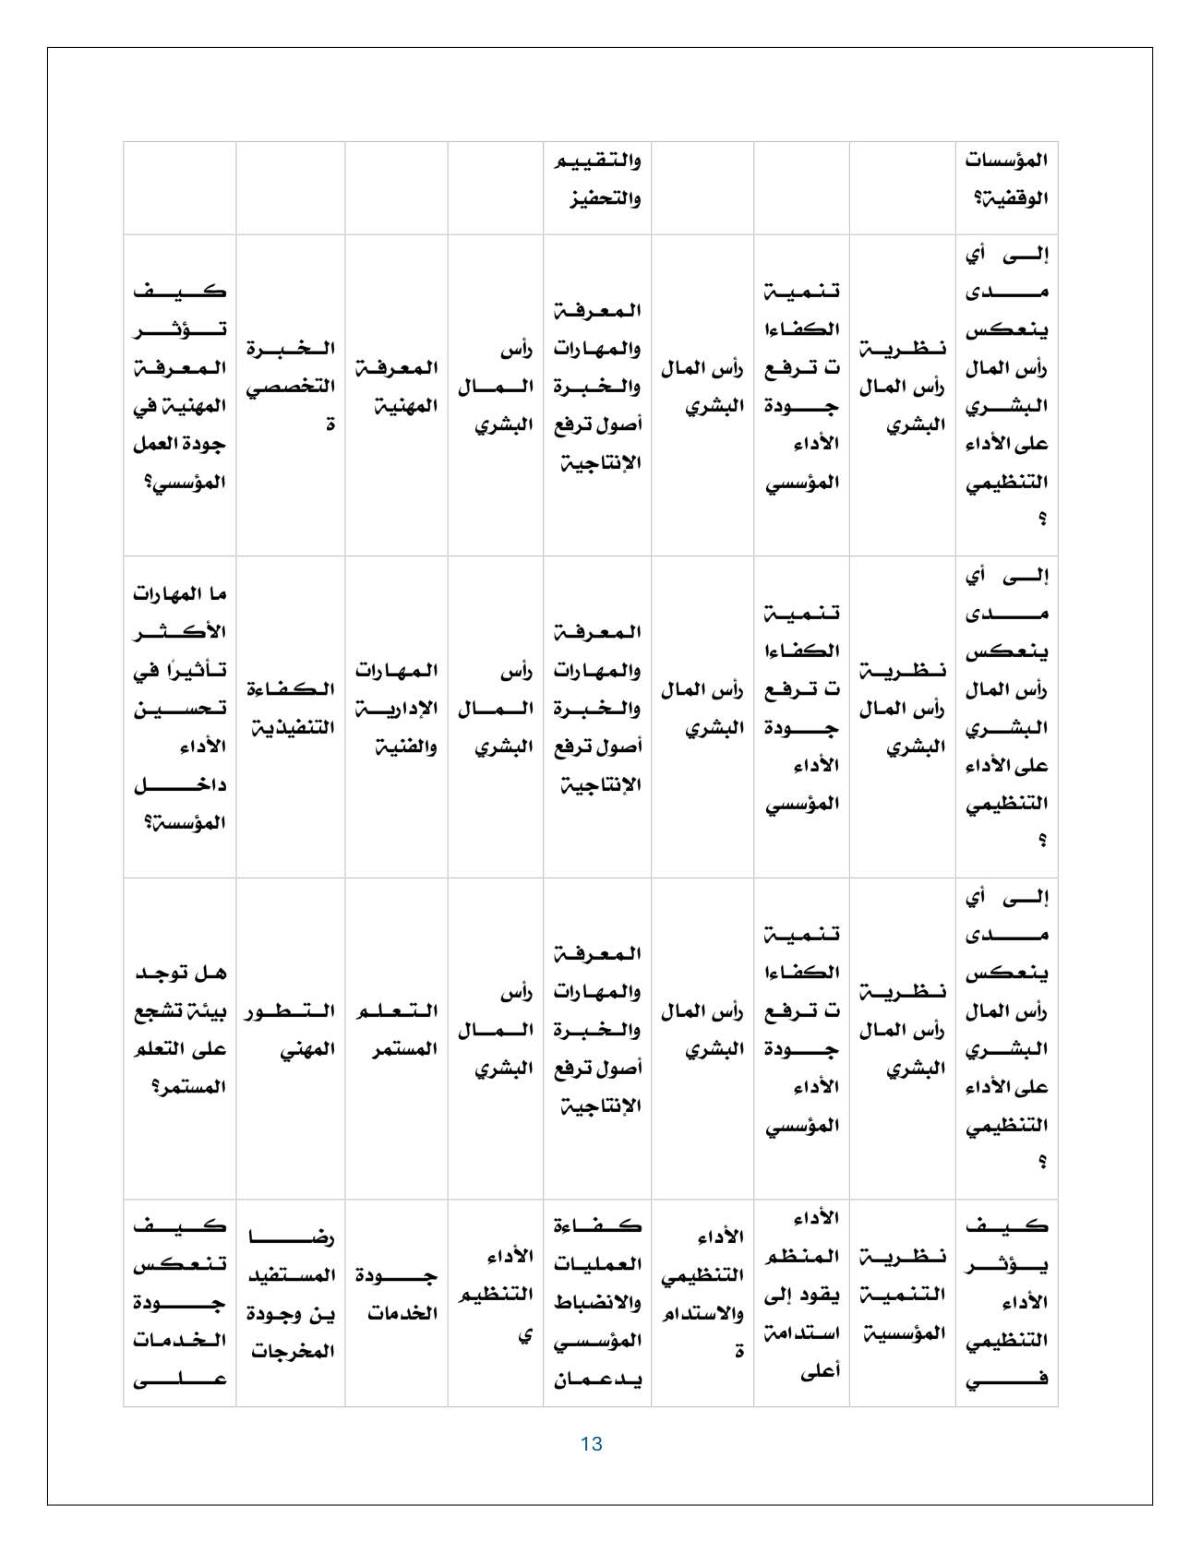 المؤسسات
الوقفية؟
والتقييم
والتحفيز
إلى أي
مدى
ينعكس
رأس المال
البشري
على الأداء
التنظيمي
؟
نظرية
رأس المال
البشري
تنمية
الكفاءا
ت ترفع
جودة
الأداء
المؤسسي
رأس المال
البشري
المعرفة
والمهارات
والخبرة
أصول ترفع
الإنتاجية
رأس
المال
البشري
المعرفة
المهنية
الخبرة
التخصصي
ة
كيف
تؤثر
المعرفة
المهنية في
جودة العمل
المؤسسي؟
إلى أي
مدى
ينعكس
رأس المال
البشري
على الأداء
التنظيمي
؟
نظرية
رأس المال
البشري
تنمية
الكفاءا
ت ترفع
جودة
الأداء
المؤسسي
رأس المال
البشري
المعرفة
والمهارات
والخبرة
أصول ترفع
الإنتاجية
رأس
المال
البشري
المهارات
الإدارية
والفنية
الكفاءة
التنفيذية
ما المهارات
الأكثر
تأثيرًا في
تحسين
الأداء
داخل
المؤسسة؟
إلى أي
مدى
ينعكس
رأس المال
البشري
على الأداء
التنظيمي
؟
نظرية
رأس المال
البشري
تنمية
الكفاءا
ت ترفع
جودة
الأداء
المؤسسي
رأس المال
البشري
المعرفة
والمهارات
والخبرة
أصول ترفع
الإنتاجية
رأس
المال
البشري
التعلم
المستمر
التطور
المهني
هل توجد
بيئة تشجع
على التعلم
المستمر؟
كيف
يؤثر
الأداء
التنظيمي
في
نظرية
التنمية
المؤسسية
الأداء
المنظم
يقود إلى
استدامة
أعلى
الأداء
التنظيمي
والاستدام
ة
كفاءة
العمليات
والانضباط
المؤسسي
يدعمان
الأداء
التنظيم
ي
جودة
الخدمات
رضا
المستفيد
ين وجودة
المخرجات
كيف
تنعكس
جودة
الخدمات
على
13